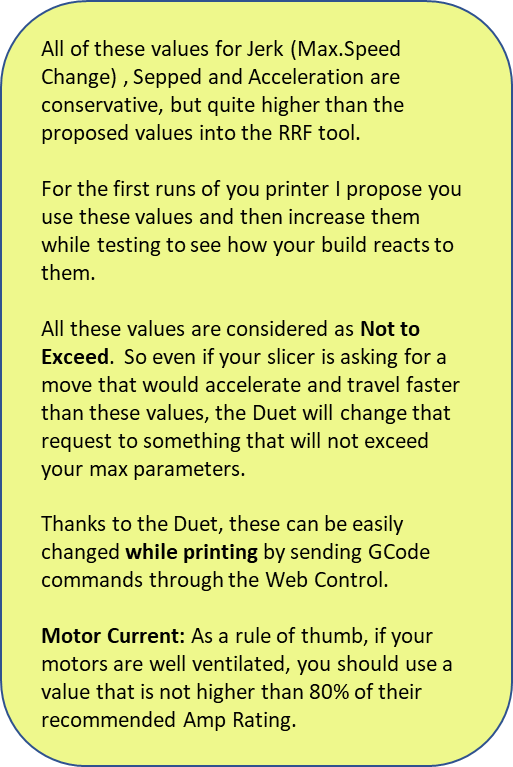 All of these values for Jerk (Max.Speed
Change) , Sepped and Acceleration are
conservative, but quite higher than the
proposed values into the RRF tool.
For the first runs of you printer I propose you
use these values and then increase them
while testing to see how your build reacts to
them.
All these values are considered as Not to
Exceed. So even if your slicer is asking for a
move that would accelerate and travel faster
than these values, the Duet will change that
request to something that will not exceed
your max parameters.
Thanks to the Duet, these can be easily
changed while printing by sending GCode
commands through the Web Control.
Motor Current: As a rule of thumb, if your
motors are well ventilated, you should use a
value that is not higher than 80% of their
recommended Amp Rating.